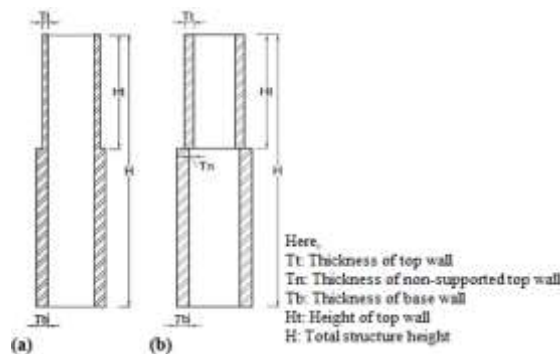 Tt
Tt
Ht
Ht
H
H
Tn
Here,
Tt: Thickness of top wall
Tn: Thickness of non-supported top wall
Tb: Thickness of base wall
Ht: Height of top wall
H: Total structure height
Tb
Tb
(a)
(b)